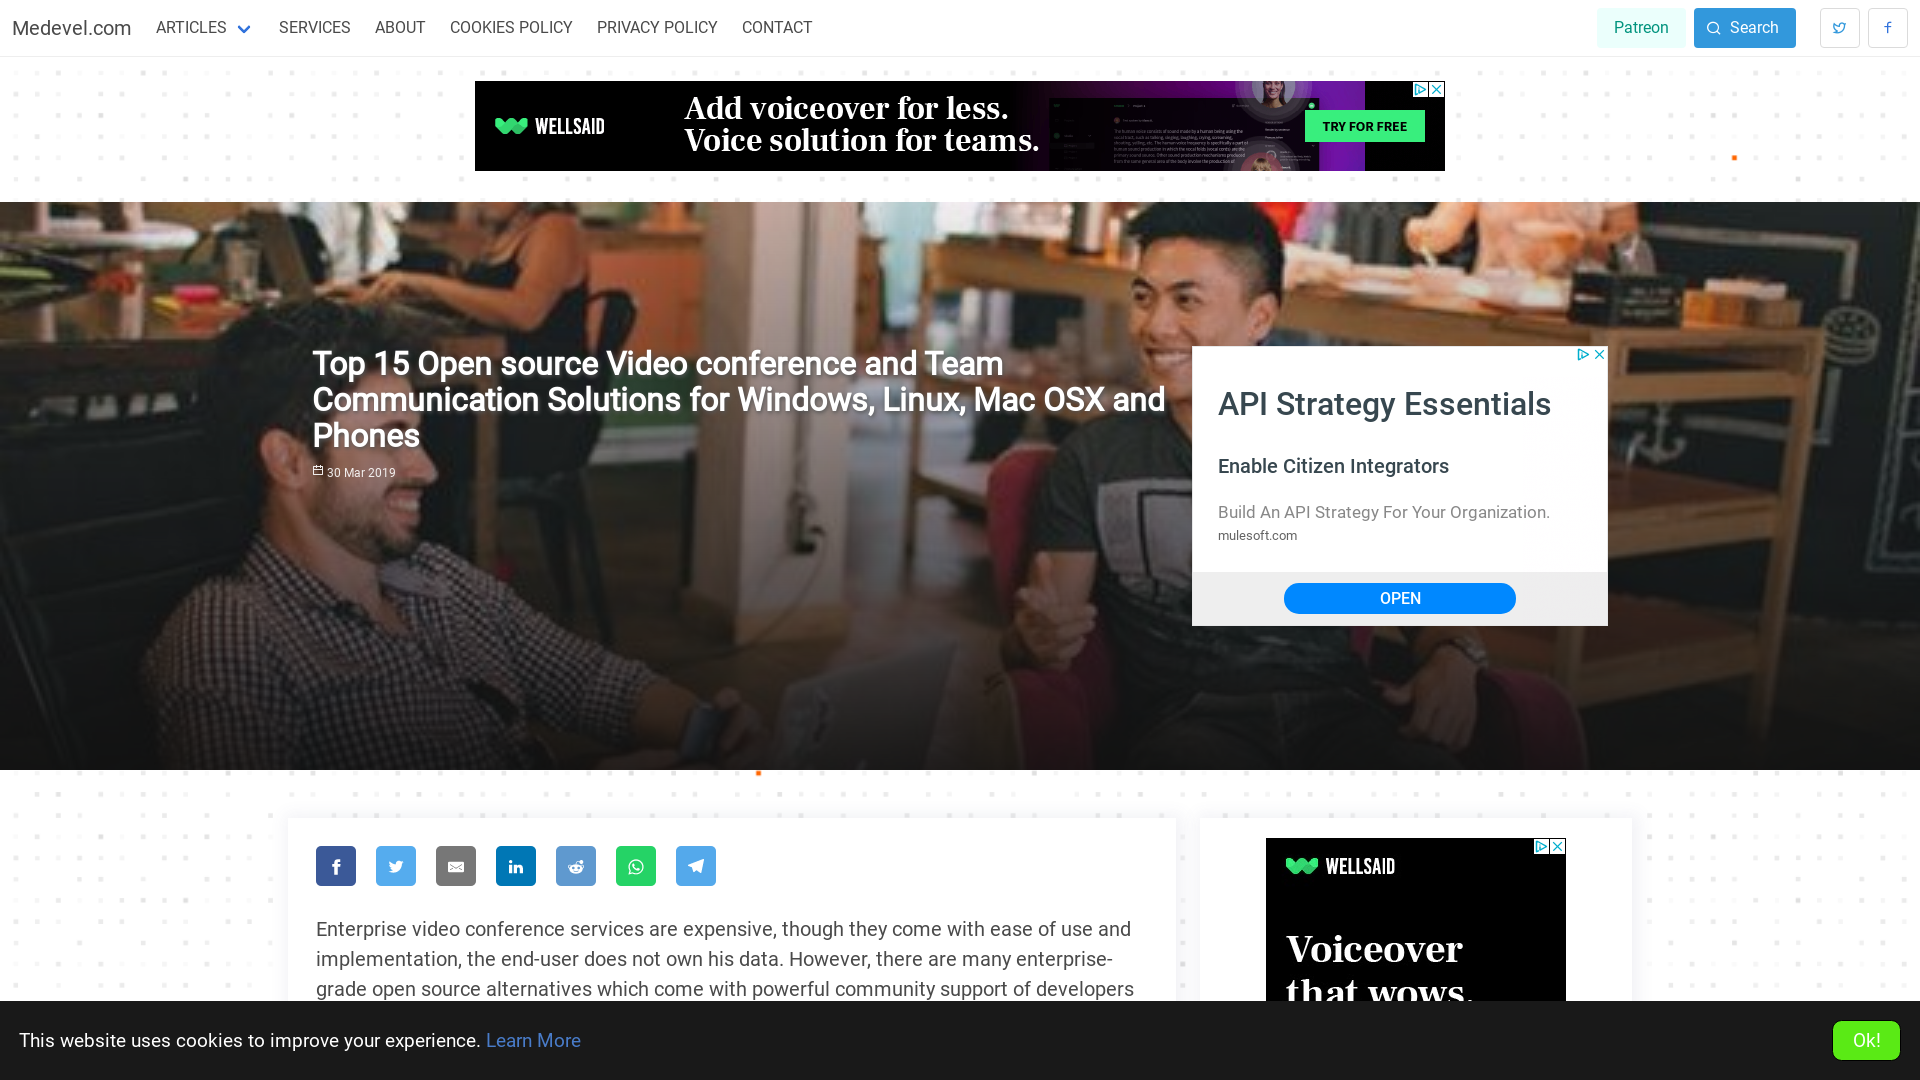 Medevel.com
ARTICLES
SERVICES
ABOUT
COOKIES POLICY
PRIVACY POLICY
CONTACT
Patreon
Search
WELLSAID
Add voiceover for less.
Voice solution for teams.
TRY FOR FREE
Top 15 Open source Video conference and Team
Communication Solutions for Windows, Linux, Mac OSX and
Phones
30 Mar 2019
API Strategy Essentials
Enable Citizen Integrators
Build An API Strategy For Your Organization.
mulesoft.com
OPEN
Enterprise video conference services are expensive, though they come with ease of use and
implementation, the end-user does not own his data. However, there are many enterprise-
grade open source alternatives which come with powerful community support of developers
WELLSAID
Voiceover
that wows.
This website uses cookies to improve your experience. Learn More
Ok!